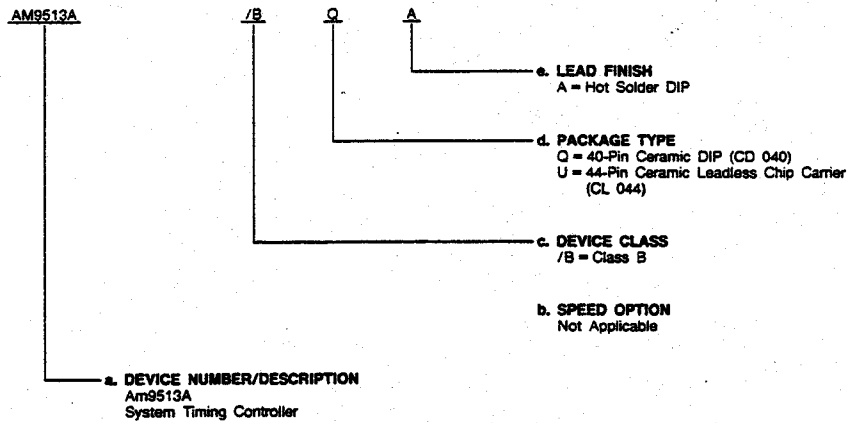 AM9513A /B Q A
e. LEAD FINISH
A = Hot Solder DIP
d. PACKAGE TYPE
Q = 40-Pin Ceramic DIP (CD 040)
U = 44-Pin Ceramic Leadless Chip Carrier
(CL 044)
c. DEVICE CLASS
/B = Class B
b. SPEED OPTION
Not Applicable
a. DEVICE NUMBER/DESCRIPTION
Am9513A
System Timing Controller